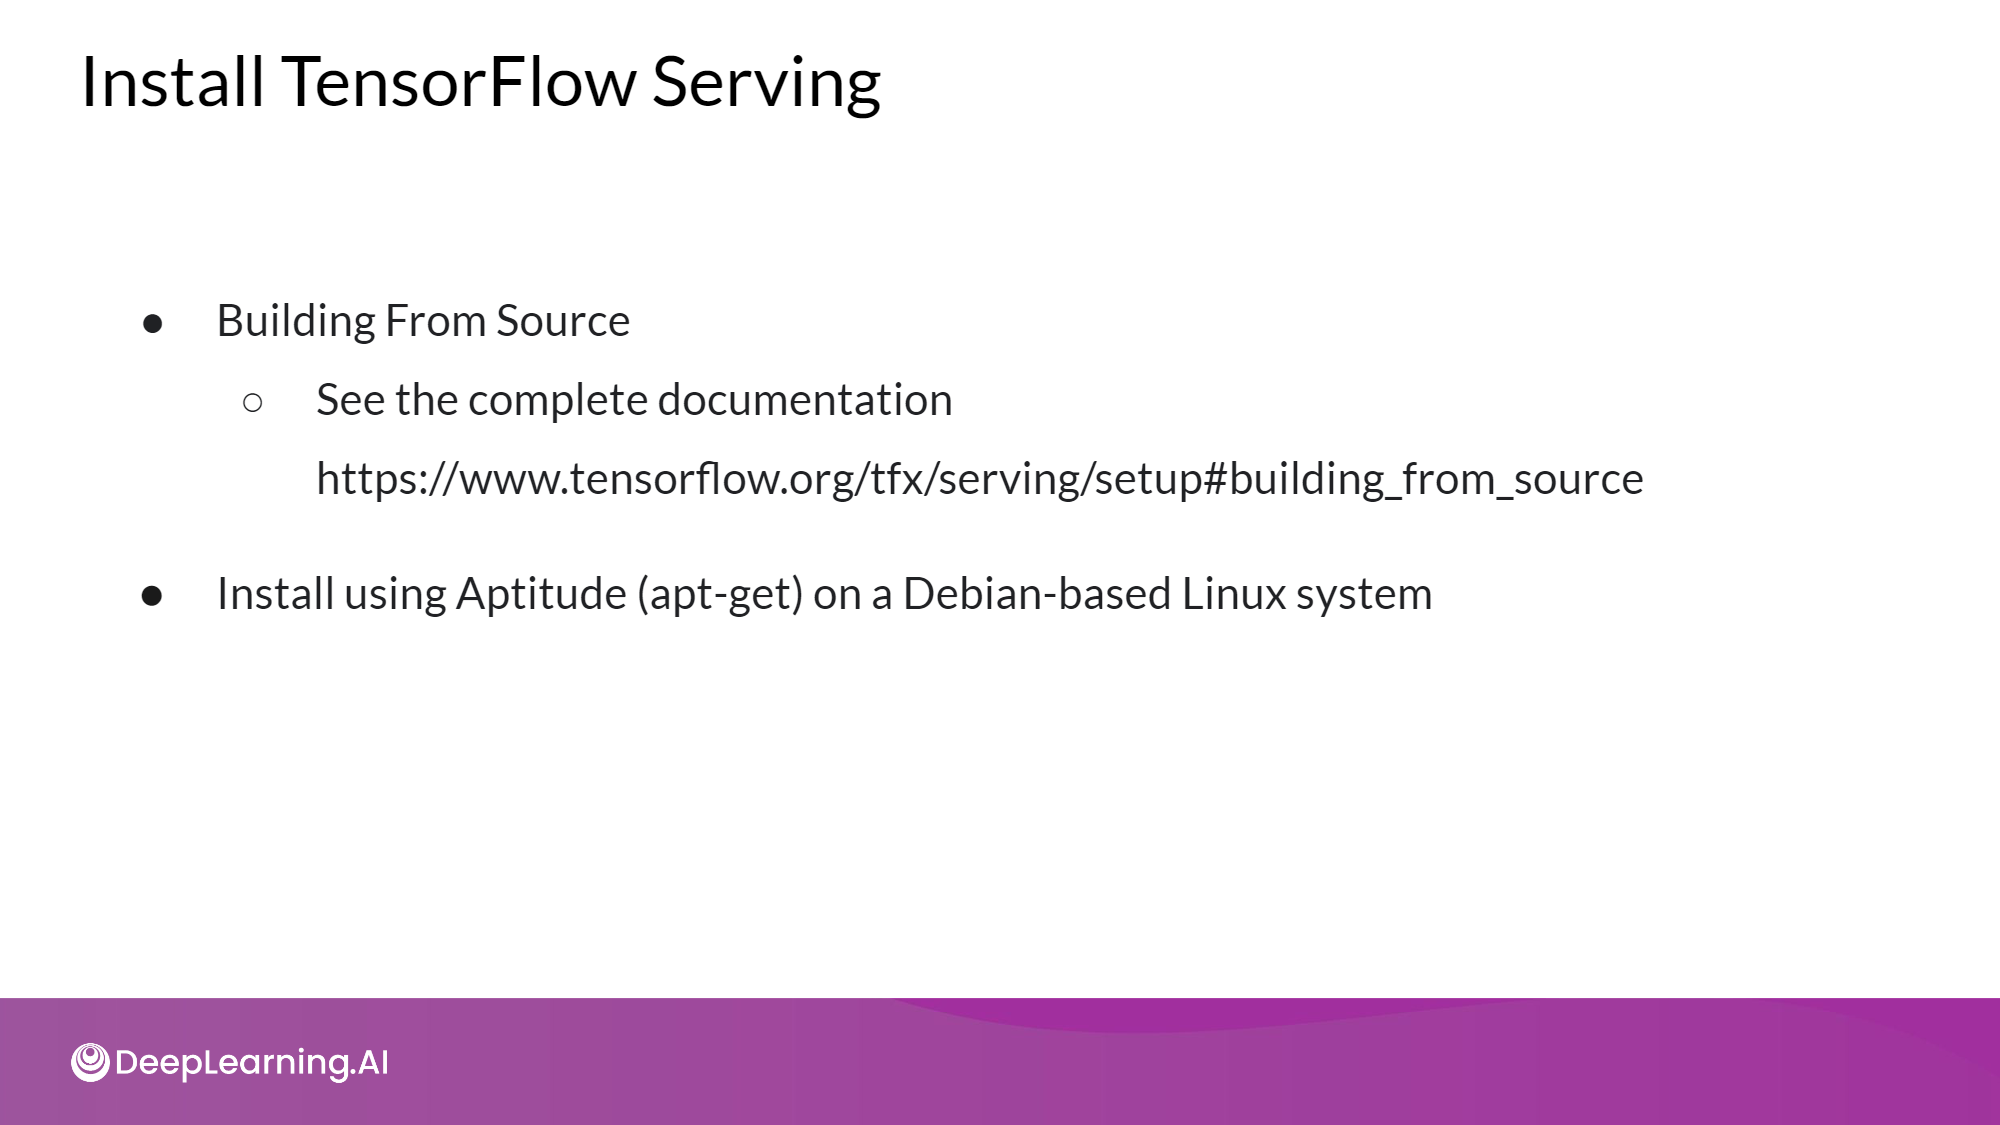 Install TensorFlow Serving
● Building From Source
○ See the complete documentation
https://www.tensorflow.org/tfx/serving/setup#building_from_source
● Install using Aptitude (apt-get) on a Debian-based Linux system
DeepLearning.AI